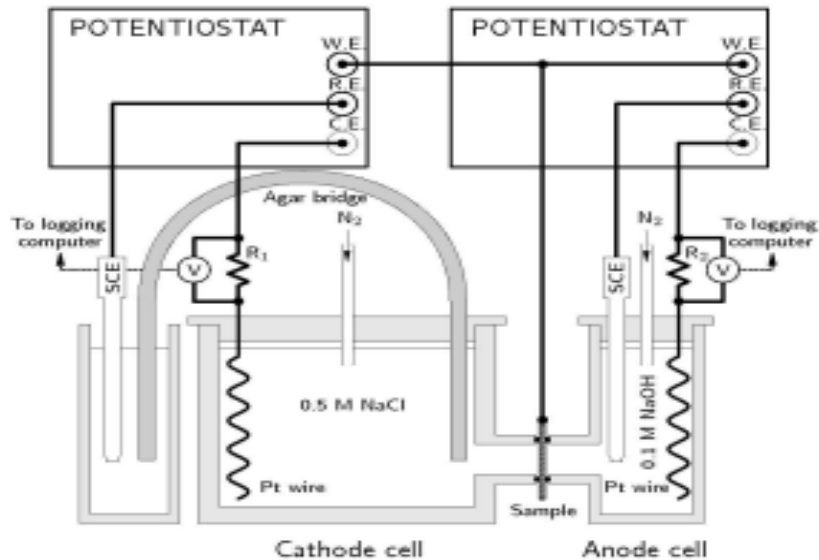 POTENTIOSTAT
W.E.
R.E.
C.E.
POTENTIOSTAT
W.E.
R.E.
C.E.
Agar bridge
To logging
computer
V
R₁
N₂
SCE
0.5 M NaCl
Pt wire
Sample
SCE
N₂
0.1 M NaOH
R₂
V
To logging
computer
Pt wire
Cathode cell
Anode cell